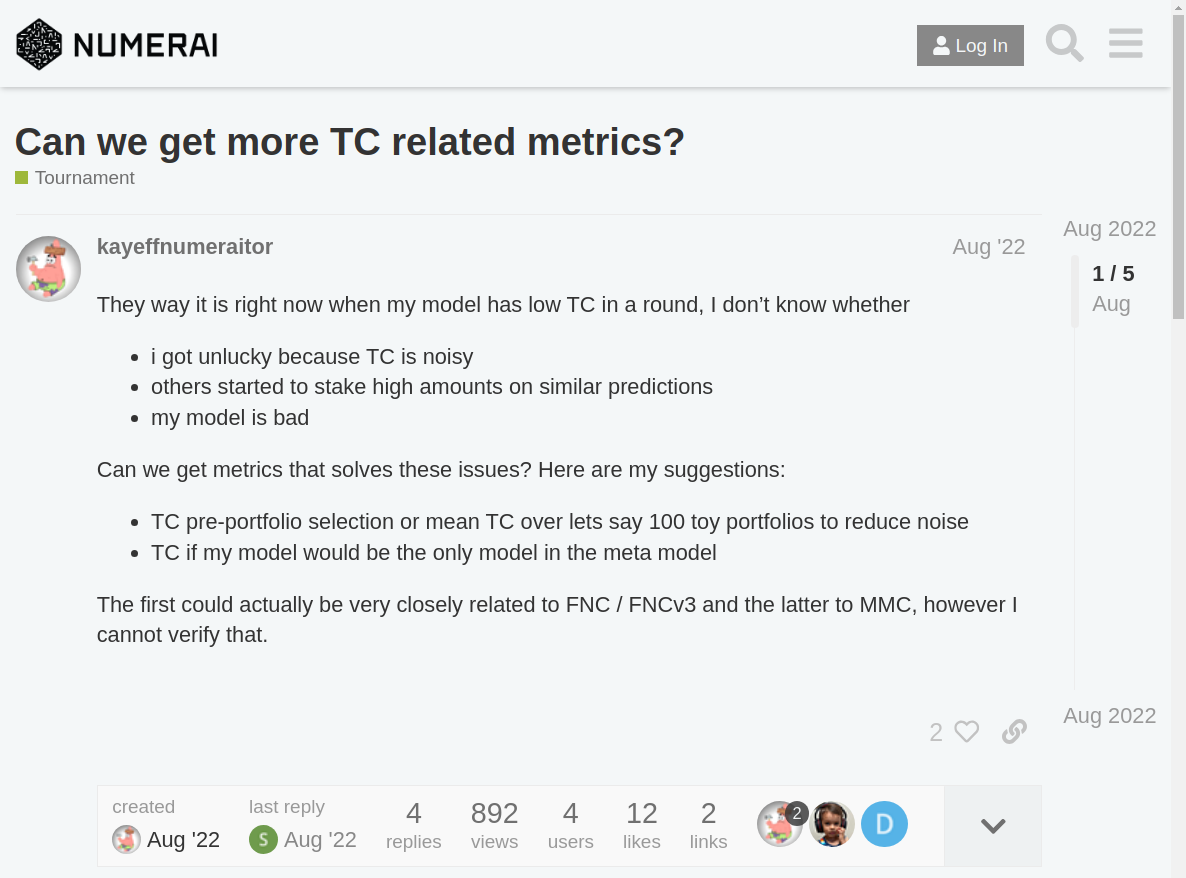 NUMERAI
Log In
Can we get more TC related metrics?
Tournament
kayeffnumeraitor
Aug '22
Aug 2022
1 / 5
Aug
They way it is right now when my model has low TC in a round, I don’t know whether
i got unlucky because TC is noisy
others started to stake high amounts on similar predictions
my model is bad
Can we get metrics that solves these issues? Here are my suggestions:
TC pre-portfolio selection or mean TC over lets say 100 toy portfolios to reduce noise
TC if my model would be the only model in the meta model
The first could actually be very closely related to FNC / FNCv3 and the latter to MMC, however I
cannot verify that.
Aug 2022
2
created
Aug '22
last reply
S
Aug '22
4
replies
892
views
4
users
12
likes
2
links
2
D